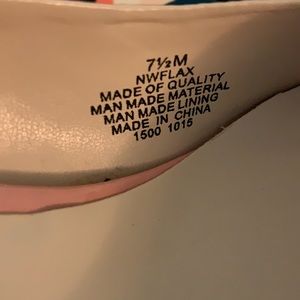 7½M
NWFLAX
MADE OF QUALITY
MAN MADE MATERIAL
MAN MADE LINING
MADE IN CHINA
1500 1015